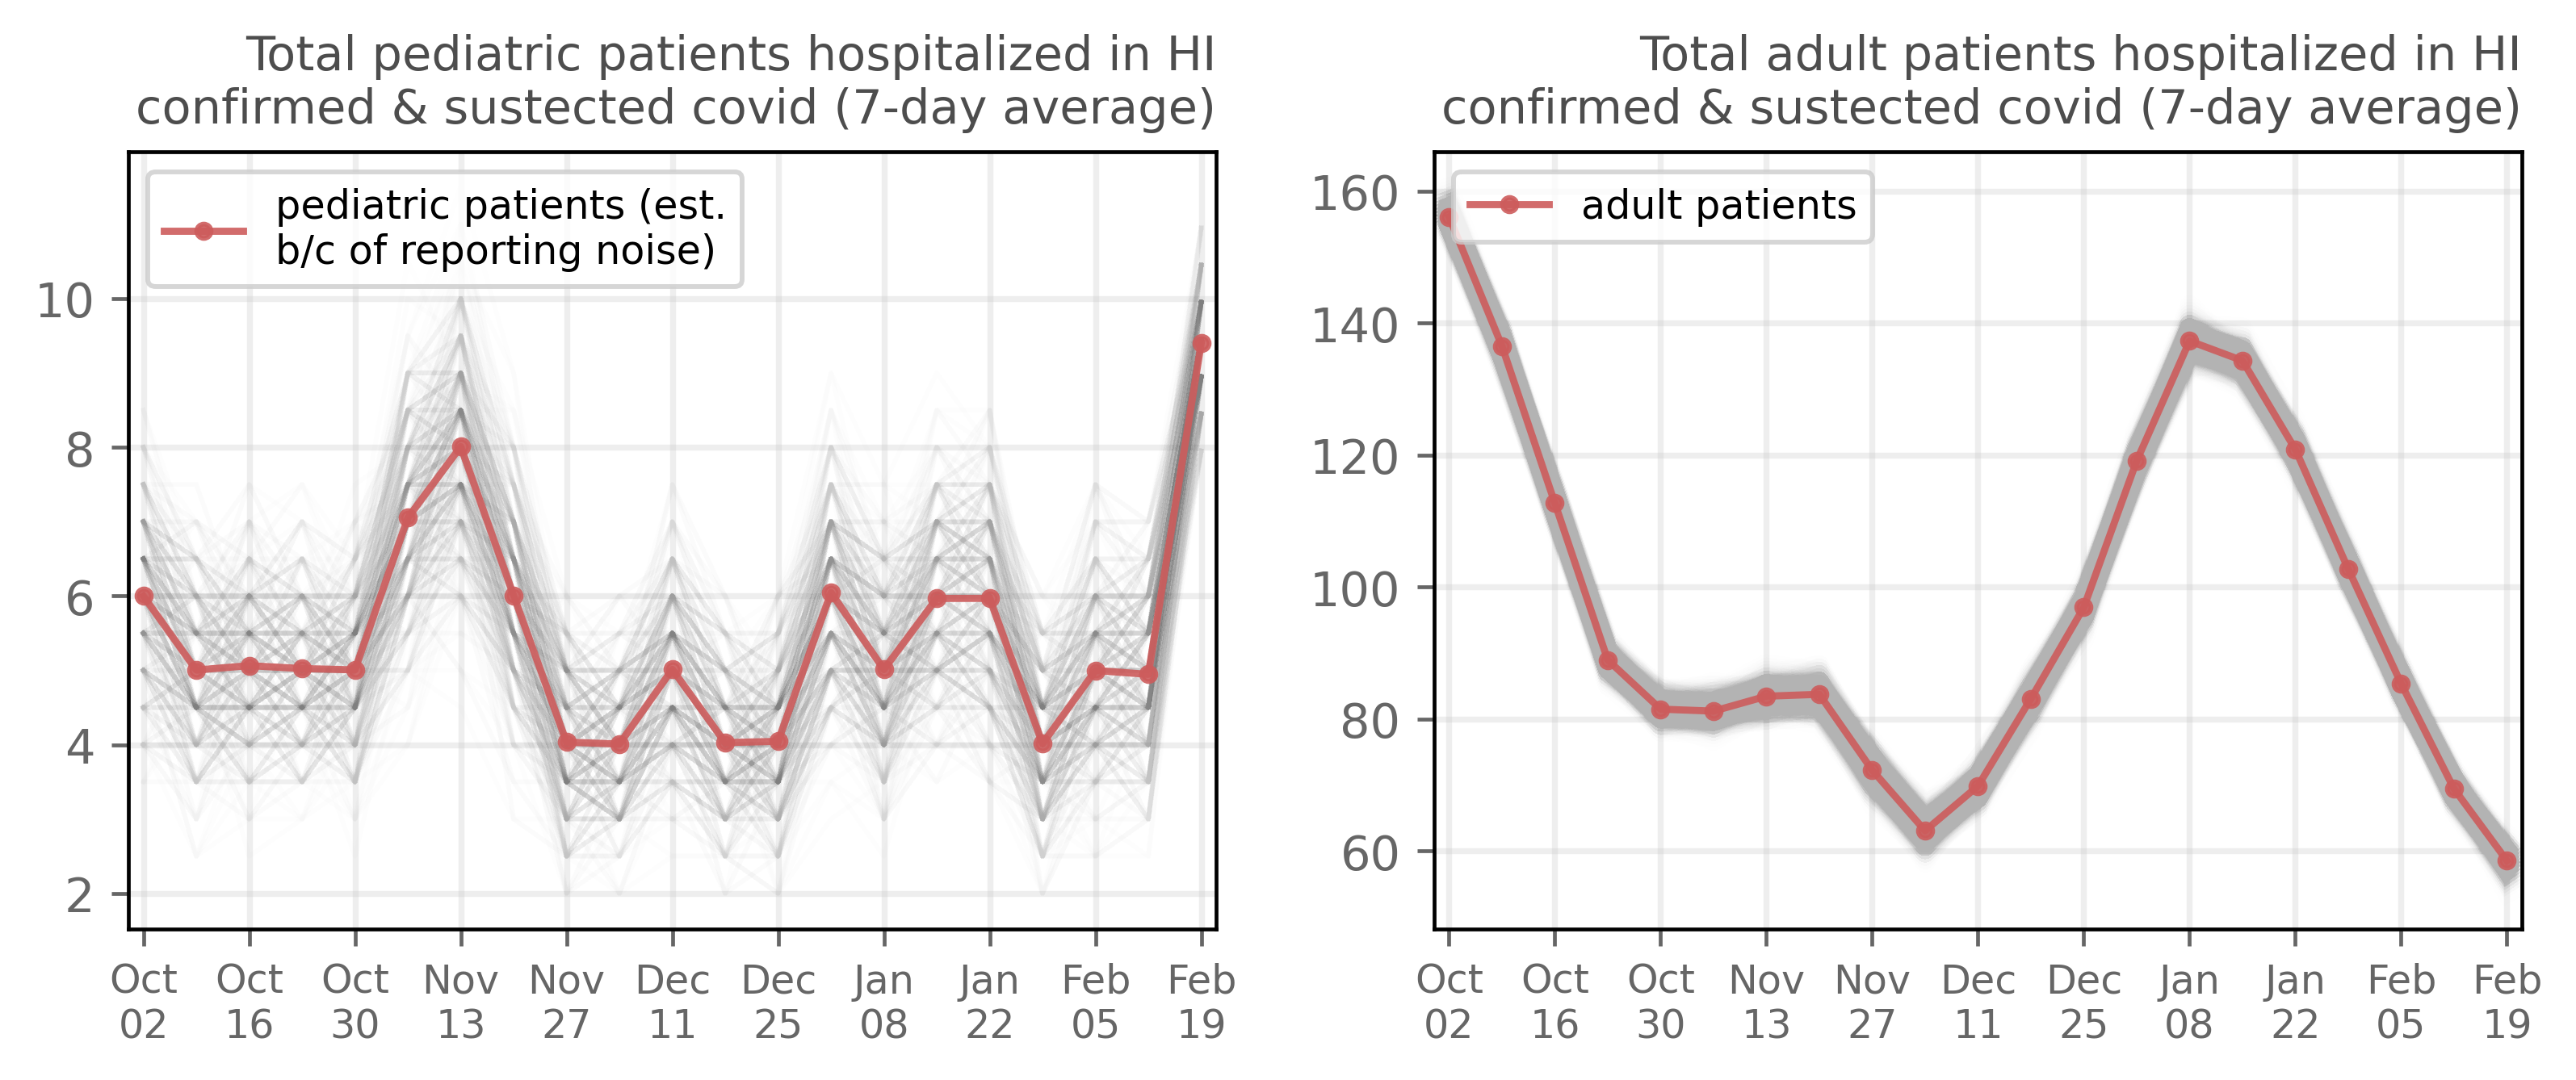 Total pediatric patients hospitalized in HI
confirmed & sustected covid (7-day average)
pediatric patients (est.
b/c of reporting noise)
10
8
6
4
2
Oct Oct Oct Nov Nov Dec Dec Jan Jan Feb Feb
02 16 30 13 27 11 25 08 22 05 19
Total adult patients hospitalized in HI
confirmed & sustected covid (7-day average)
adult patients
160
140
120
100
80
60
Oct Oct Oct Nov Nov Dec Dec Jan Jan Feb Feb
02 16 30 13 27 11 25 08 22 05 19